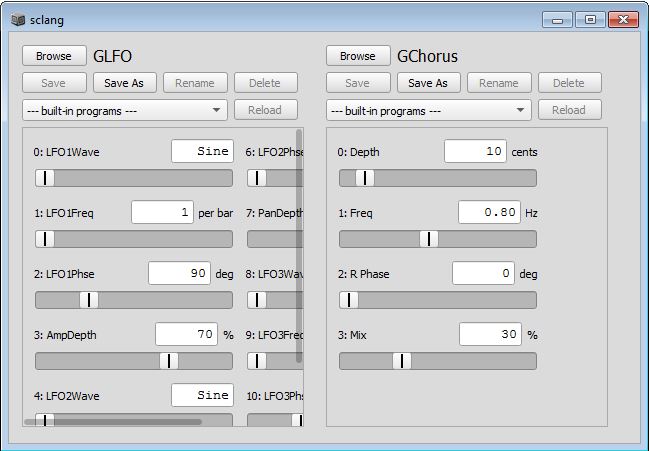 sclang
Browse GLFO
Save Save As Rename Delete
--- built-in programs --- Reload
0: LFO1Wave Sine
1: LFO1Freq 1 per bar
2: LFO1Phse 90 deg
3: AmpDepth 70 %
4: LFO2Wave Sine
6: LFO2Phse
7: PanDepth
8: LFO3Wav
9: LFO3Freq
10: LFO3Phs
Browse GChorus
Save Save As Rename Delete
--- built-in programs --- Reload
0: Depth 10 cents
1: Freq 0.80 Hz
2: R Phase 0 deg
3: Mix 30 %